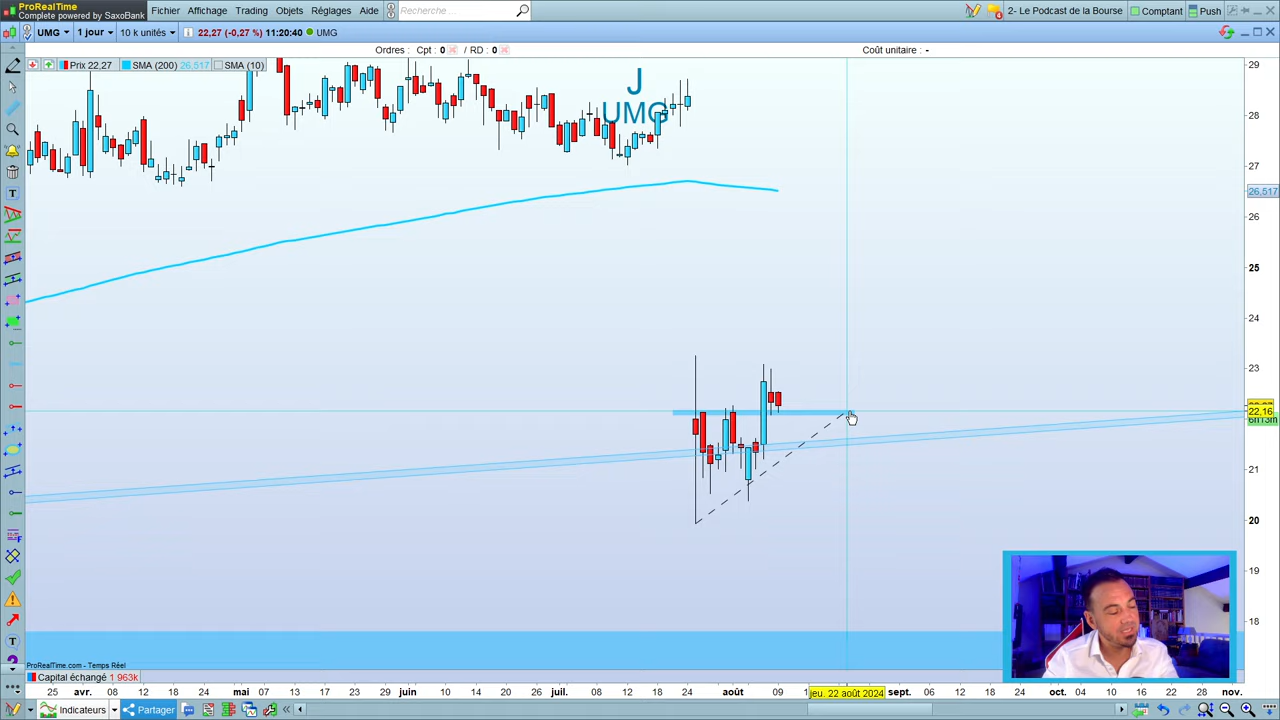 ProRealTime
Complete powered by SaxoBank
Fichier Affichage Trading Objets Réglages Aide Recherche... 2- Le Podcast de la Bourse Comptant Push
UMG 1 jour 10 k unités 22,27 (-0,27 %) 11:20:40 UMG
Ordres : Cpt : 0 / RD : 0 Coût unitaire : -
Prix 22.27 SMA (200) 26,517 SMA (10)
J
UMG
29
28
27
26,517
26
25
24
23
22,16
6h13m
21
20
19
18
ProRealTime.com - Temps Réel
Capital échangé 1 963k
25 avr. 08 12 18 24 mai 07 13 17 23 29 juin 10 14 20 26 juil. 08 12 18 24 août 09 jeu. 22 août 2024 sept. 06 12 18 24 oct. 04 10 16 22 nov.
Indicateurs Partager